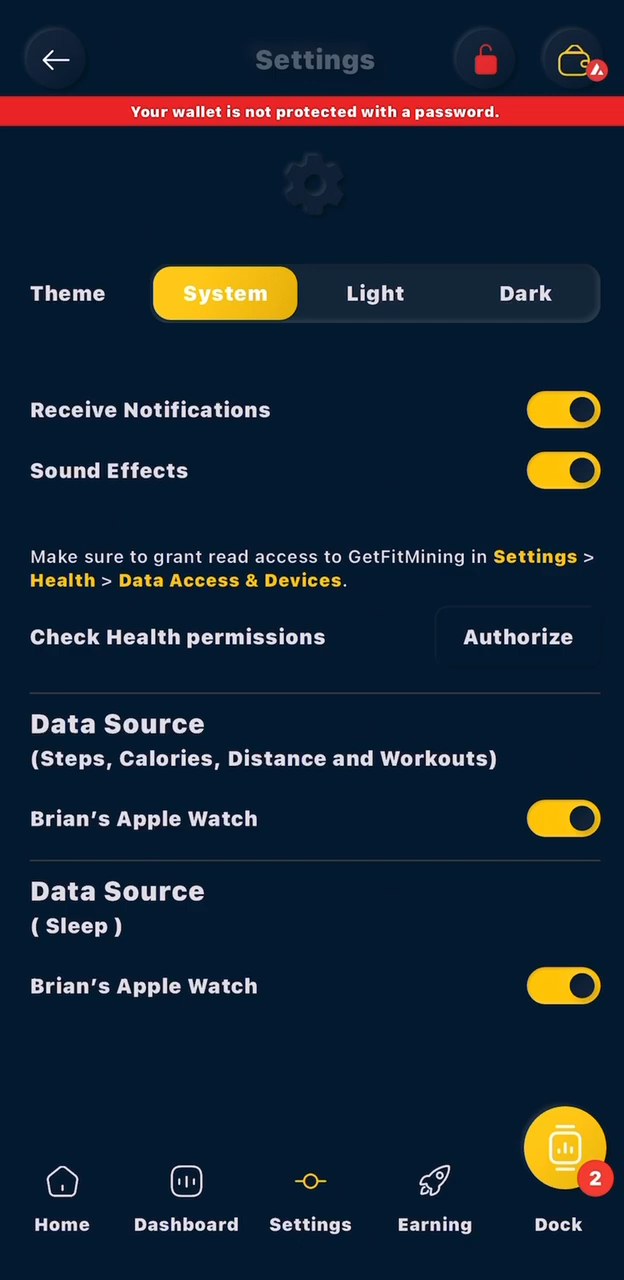 Settings
Your wallet is not protected with a password.
Theme
System
Light
Dark
Receive Notifications
Sound Effects
Make sure to grant read access to GetFitMining in Settings >
Health > Data Access & Devices.
Check Health permissions
Authorize
Data Source
(Steps, Calories, Distance and Workouts)
Brian’s Apple Watch
Data Source
( Sleep )
Brian’s Apple Watch
2
Home
Dashboard
Settings
Earning
Dock